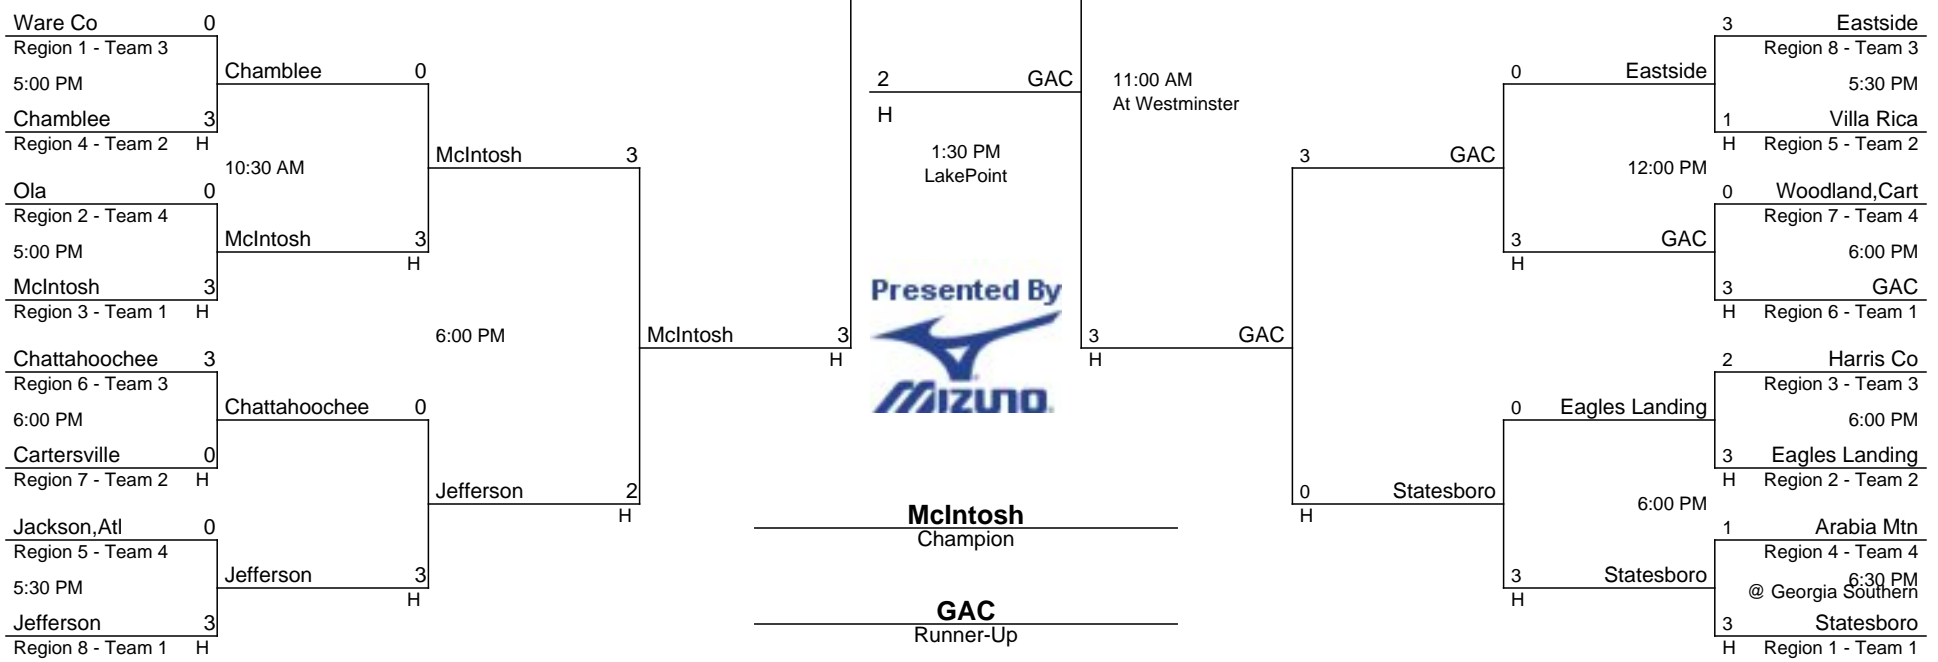 Ware Co 0
Region 1 - Team 3
5:00 PM
Chamblee 3
Region 4 - Team 2 H
Ola 0
Region 2 - Team 4
5:00 PM
McIntosh 3
Region 3 - Team 1 H
Chattahoochee 3
Region 6 - Team 3
6:00 PM
Cartersville 0
Region 7 - Team 2 H
Jackson,Atl 0
Region 5 - Team 4
5:30 PM
Jefferson 3
Region 8 - Team 1 H
Chamblee 0
10:30 AM
McIntosh 3
H
Chattahoochee 0
Jefferson 3
H
McIntosh 3
6:00 PM
Jefferson 2
H
McIntosh 3
H
2 GAC
H
1:30 PM
LakePoint
Presented By
MIZUNO
McIntosh
Champion
GAC
Runner-Up
11:00 AM
At Westminster
3 GAC
H
3 GAC
0 Statesboro
H
0 Eastside
12:00 PM
3 GAC
H
0 Eagles Landing
6:00 PM
3 Statesboro
H
3 Eastside
Region 8 - Team 3
5:30 PM
1 Villa Rica
H Region 5 - Team 2
0 Woodland,Cart
Region 7 - Team 4
6:00 PM
3 GAC
H Region 6 - Team 1
2 Harris Co
Region 3 - Team 3
6:00 PM
3 Eagles Landing
H Region 2 - Team 2
1 Arabia Mtn
Region 4 - Team 4
6:30 PM
@ Georgia Southern
3 Statesboro
H Region 1 - Team 1